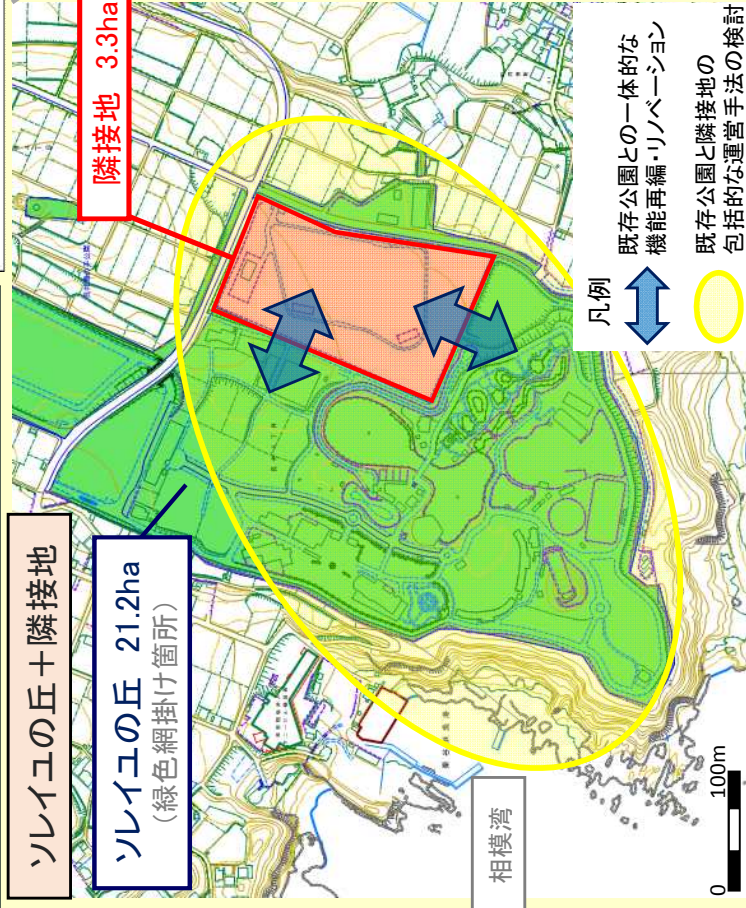 ソレイユの丘＋隣接地
ソレイユの丘 21.2ha
（緑色網掛け箇所）
隣接地 3.3ha
相模湾
凡例
既存公園との一体的な
機能再編・リノベーション
既存公園と隣接地の
包括的な運営手法の検討
0
100m